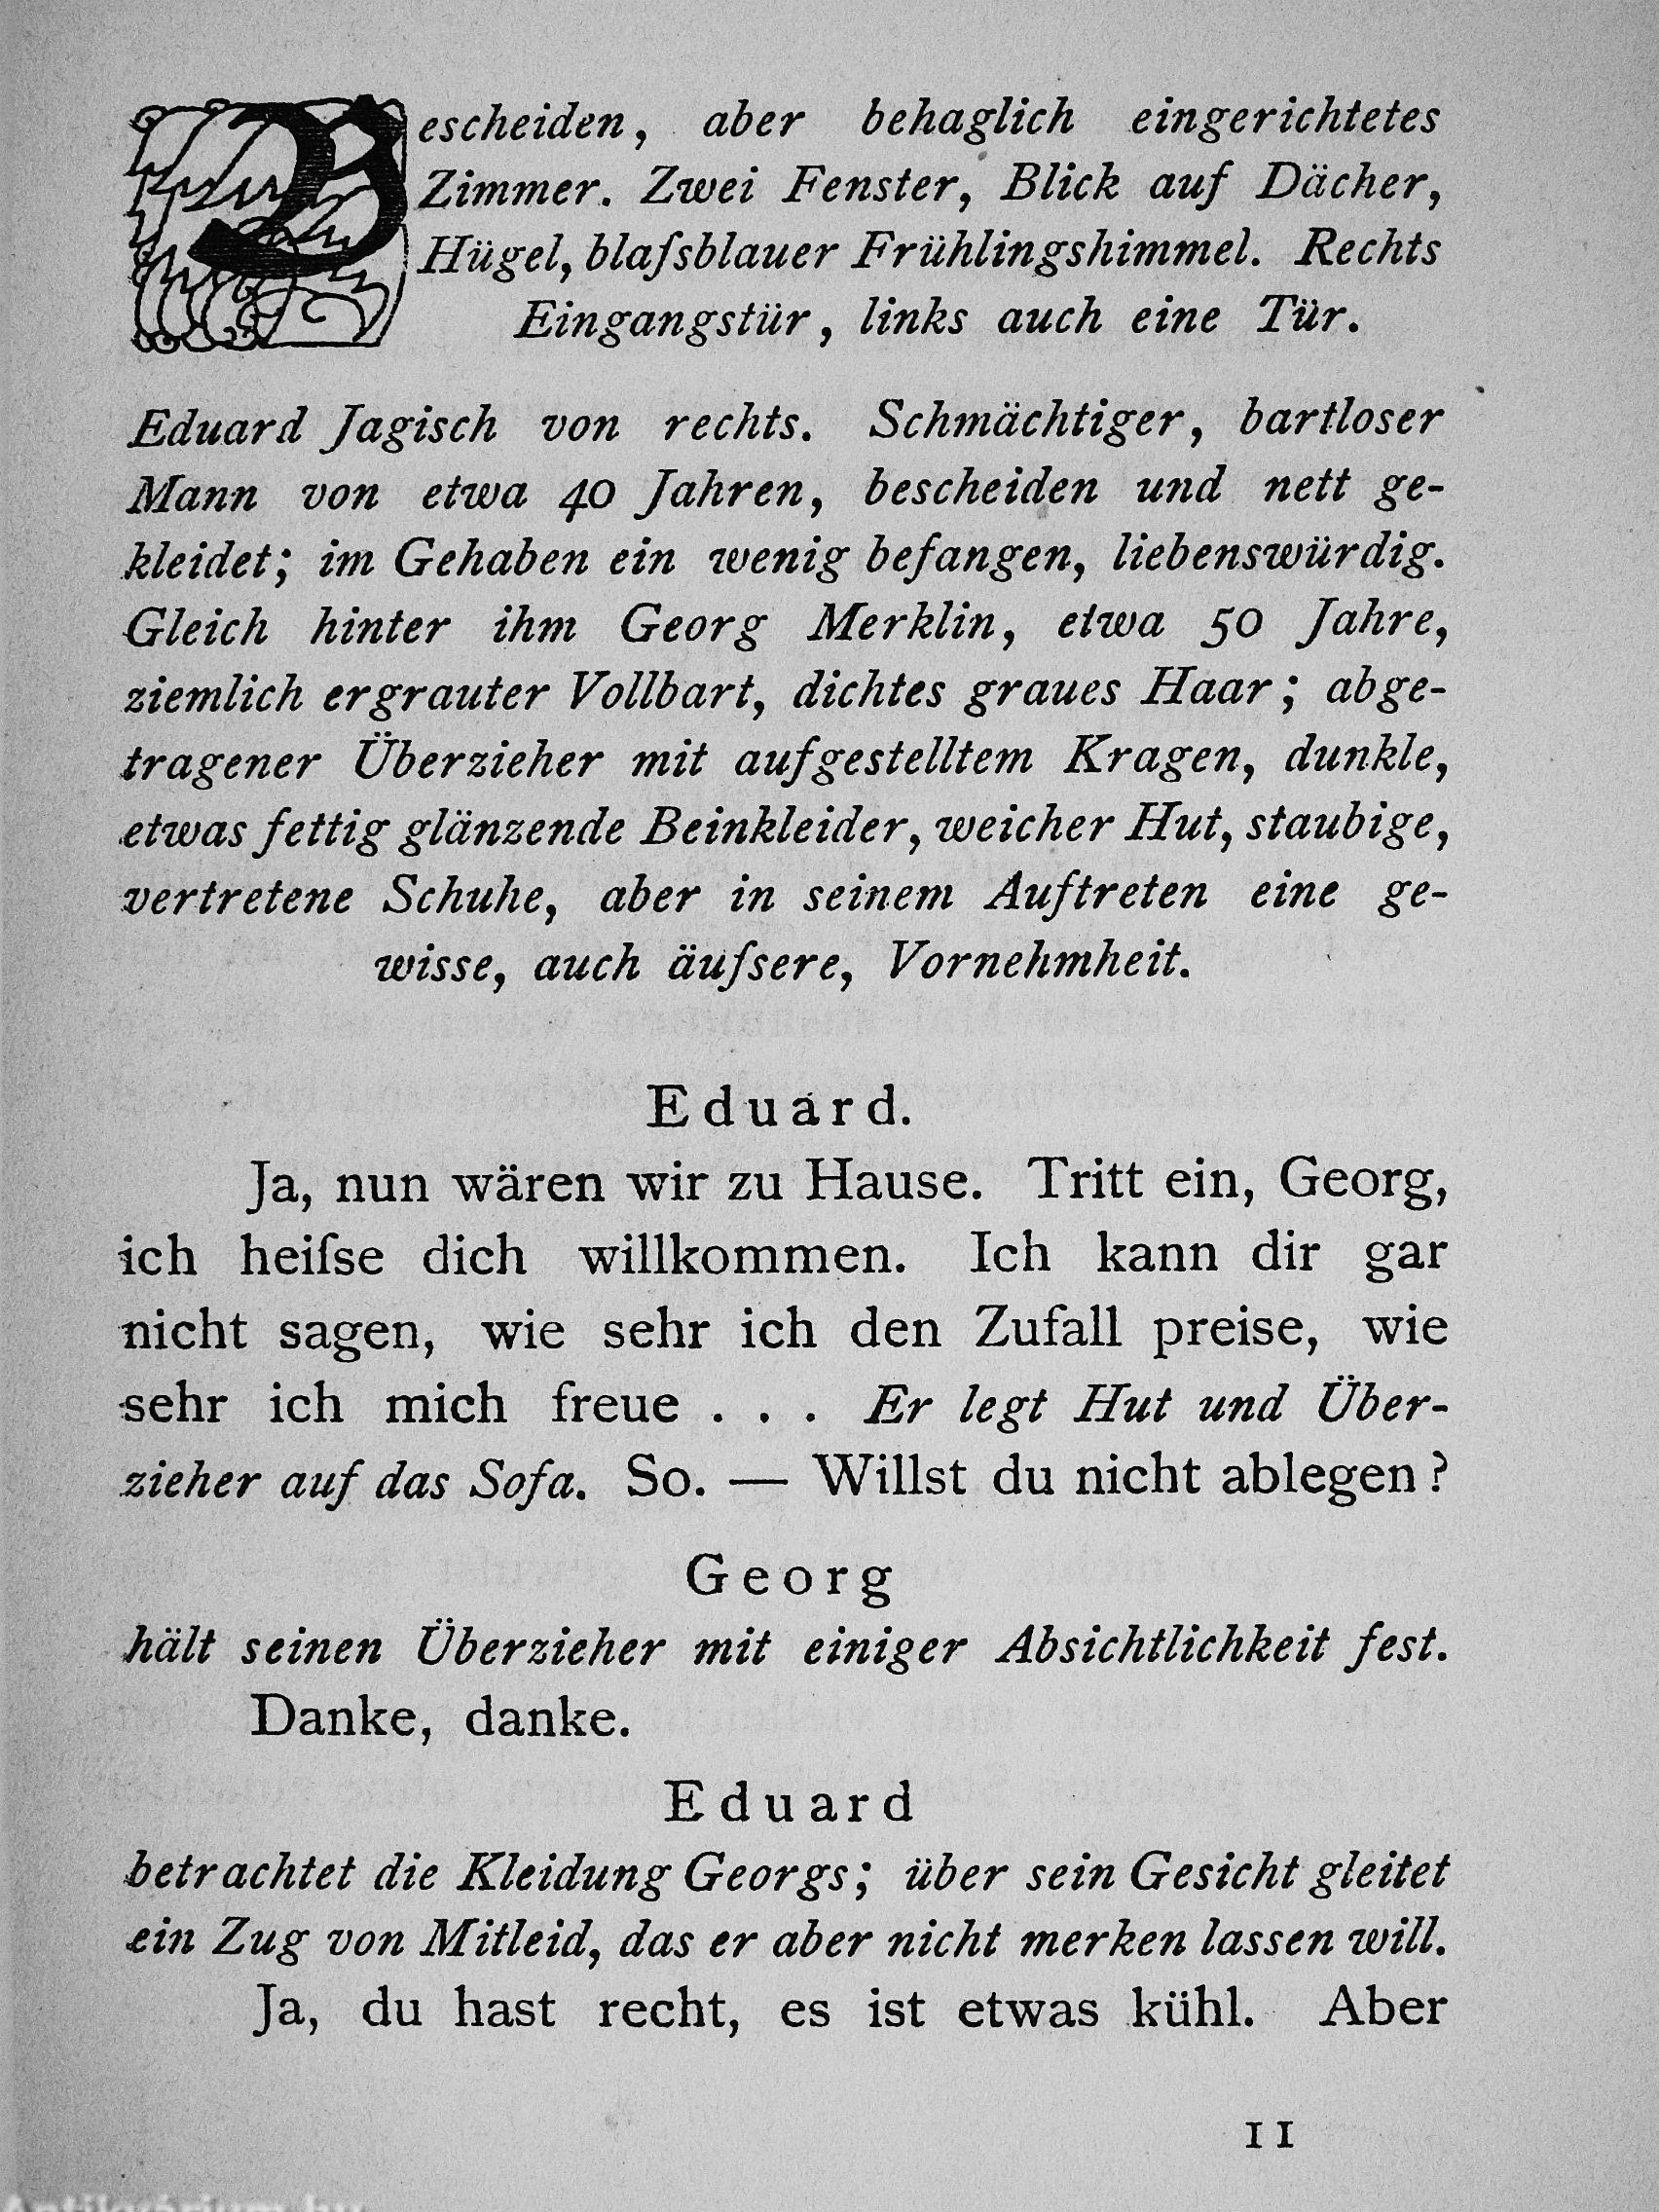 Bescheiden, aber behaglich eingerichtetes
Zimmer. Zwei Fenster, Blick auf Dächer,
Hügel, blaſsblauer Frühlingshimmel. Rechts
Eingangstür, links auch eine Tür.
Eduard Jagisch von rechts. Schmächtiger, bartloser
Mann von etwa 40 Jahren, bescheiden und nett ge-
kleidet; im Gehaben ein wenig befangen, liebenswürdig.
Gleich hinter ihm Georg Merklin, etwa 50 Jahre,
ziemlich ergrauter Vollbart, dichtes graues Haar; abge-
tragener Überzieher mit aufgestelltem Kragen, dunkle,
etwas fettig glänzende Beinkleider, weicher Hut, staubige,
vertretene Schuhe, aber in seinem Auftreten eine ge-
wisse, auch äuſsere, Vornehmheit.
Eduard.
Ja, nun wären wir zu Hause. Tritt ein, Georg,
ich heiſse dich willkommen. Ich kann dir gar
nicht sagen, wie sehr ich den Zufall preise, wie
sehr ich mich freue . . . Er legt Hut und Über-
zieher auf das Sofa. So. — Willst du nicht ablegen?
Georg
hält seinen Überzieher mit einiger Absichtlichkeit fest.
Danke, danke.
Eduard
betrachtet die Kleidung Georgs; über sein Gesicht gleitet
ein Zug von Mitleid, das er aber nicht merken lassen will.
Ja, du hast recht, es ist etwas kühl. Aber
11